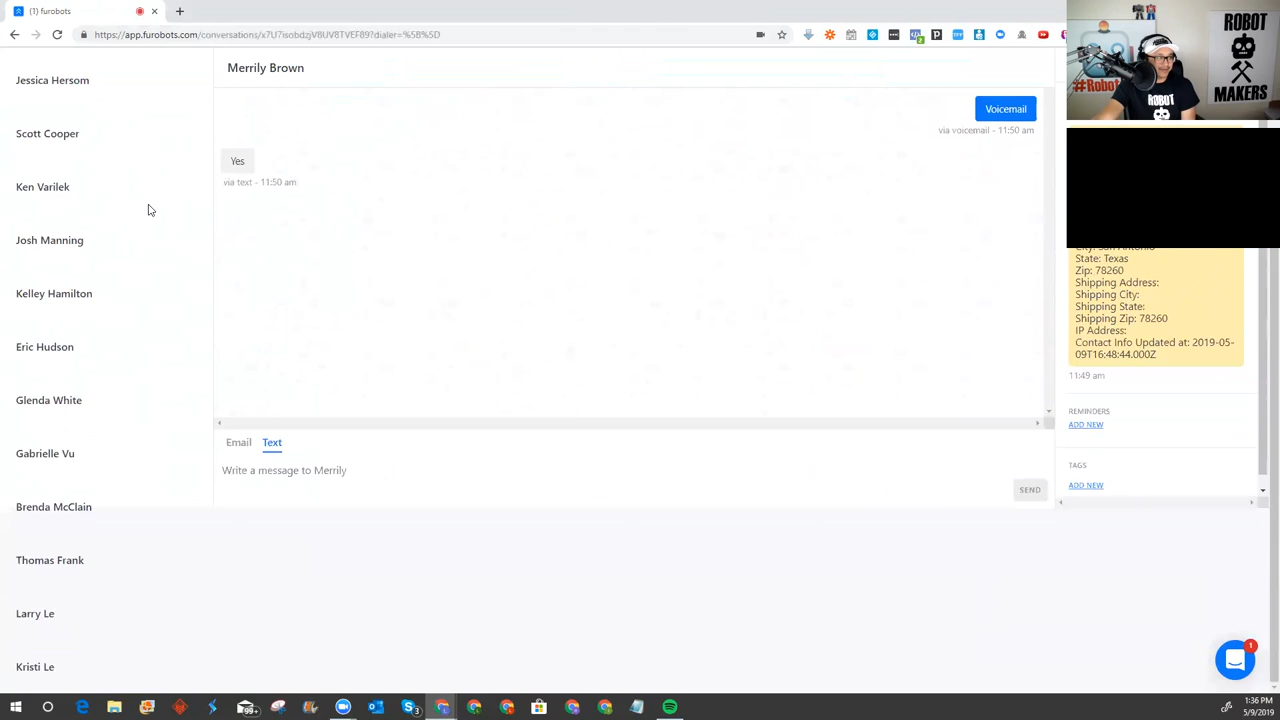 furobots
https://app.furobots.com/conversations/x7U7isobdzjV8UV8TVEF89?dialer=%5B%5D
Jessica Hersom
Scott Cooper
Ken Varilek
Josh Manning
Kelley Hamilton
Eric Hudson
Glenda White
Gabrielle Vu
Brenda McClain
Thomas Frank
Larry Le
Kristi Le
Merrily Brown
Voicemail
via voicemail - 11:50 am
Yes
via text - 11:50 am
Email Text
Write a message to Merrily
SEND
#Robot
ROBOT
ROBOT
MAKERS
State: Texas
Zip: 78260
Shipping Address:
Shipping City:
Shipping State:
Shipping Zip: 78260
IP Address:
Contact Info Updated at: 2019-05-
09T16:48:44.000Z
11:49 am
REMINDERS
ADD NEW
TAGS
ADD NEW
1
99+
3
1:36 PM
5/9/2019